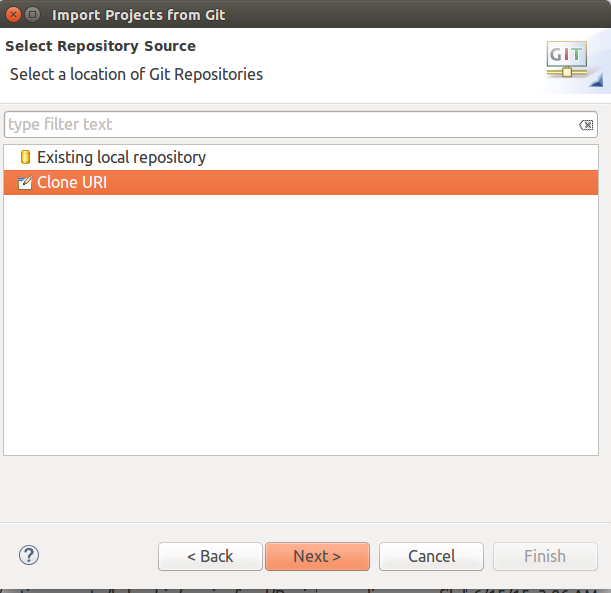 Import Projects from Git
Select Repository Source
Select a location of Git Repositories
GIT
type filter text
Existing local repository
Clone URI
?
< Back
Next >
Cancel
Finish